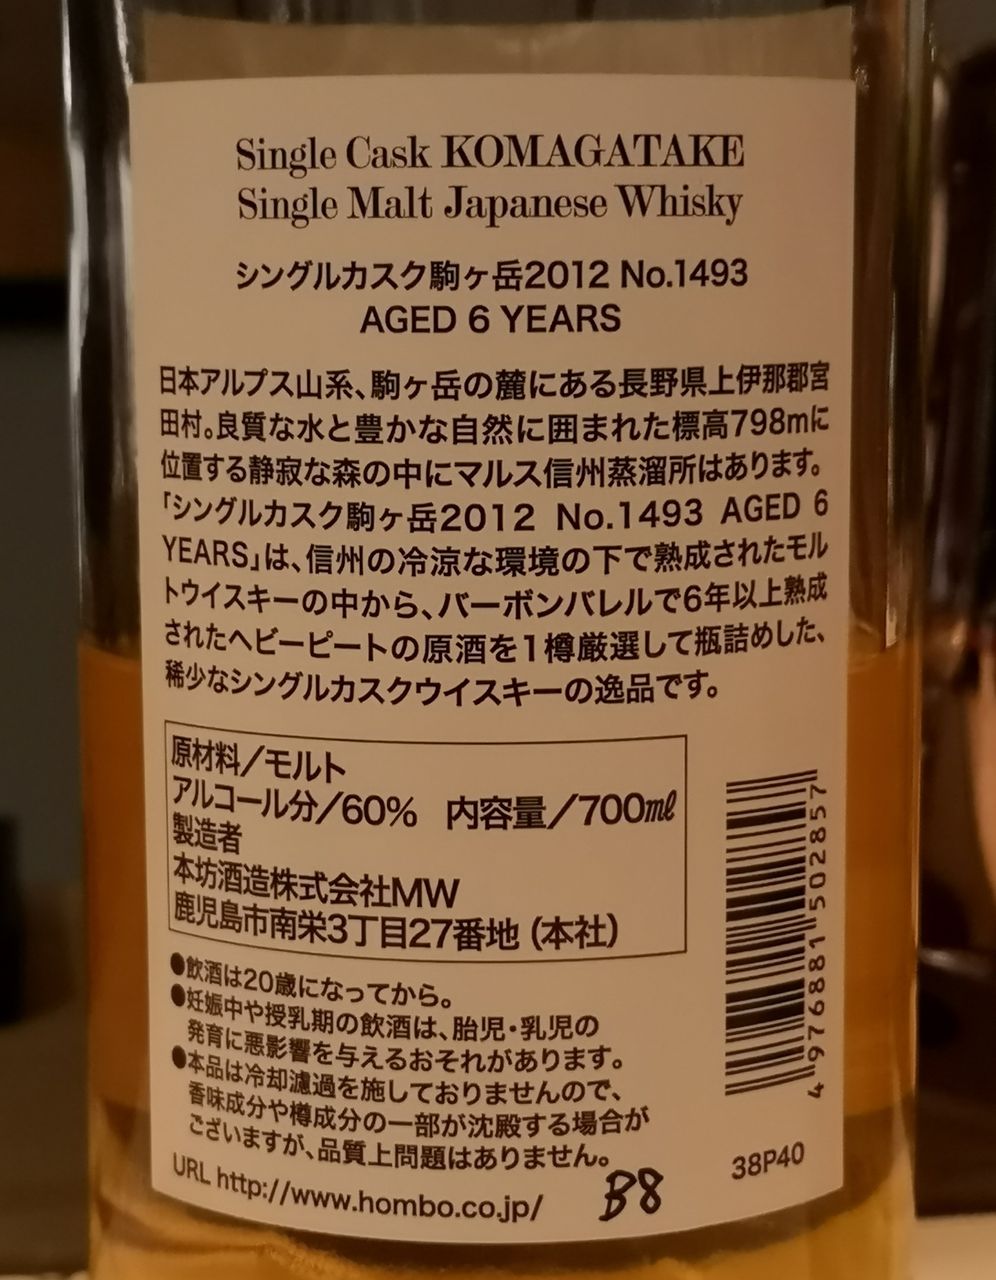 Single Cask KOMAGATAKE
Single Malt Japanese Whisky
シングルカスク駒ヶ岳2012 No.1493
AGED 6 YEARS
日本アルプス山系、駒ヶ岳の麓にある長野県上伊那郡宮
田村。良質な水と豊かな自然に囲まれた標高798mに
位置する静寂な森の中にマルス信州蒸溜所はあります。
「シングルカスク駒ヶ岳2012 No.1493 AGED 6
YEARS」は、信州の冷涼な環境の下で熟成されたモル
トウイスキーの中から、バーボンバレルで6年以上熟成
されたヘビーピートの原酒を1樽厳選して瓶詰めした、
稀少なシングルカスクウイスキーの逸品です。
原材料／モルト
アルコール分／60% 内容量／700㎖
製造者
本坊酒造株式会社MW
鹿児島市南栄3丁目27番地（本社）
●飲酒は20歳になってから。
●妊娠中や授乳期の飲酒は、胎児・乳児の
発育に悪影響を与えるおそれがあります。
●本品は冷却濾過を施しておりませんので、
香味成分や樽成分の一部が沈殿する場合が
ございますが、品質上問題はありません。
URL http://www.hombo.co.jp/
B8
38P40
4 976881 502857